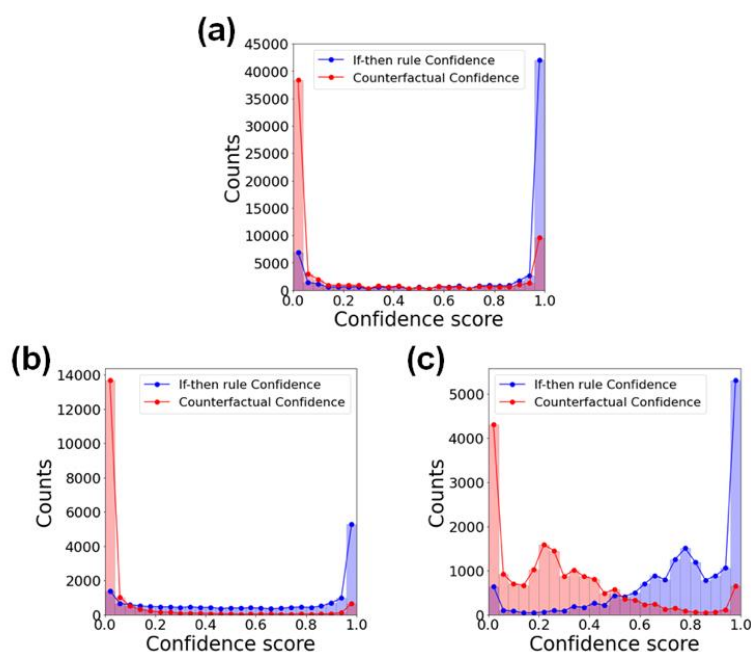 (a)
45000
40000
35000
30000
25000
20000
15000
10000
5000
0
Counts
If-then rule Confidence
Counterfactual Confidence
0.0 0.2 0.4 0.6 0.8 1.0
Confidence score
(b)
14000
12000
10000
8000
6000
4000
2000
0
Counts
If-then rule Confidence
Counterfactual Confidence
0.0 0.2 0.4 0.6 0.8 1.0
Confidence score
(c)
5000
4000
3000
2000
1000
0
Counts
If-then rule Confidence
Counterfactual Confidence
0.0 0.2 0.4 0.6 0.8 1.0
Confidence score